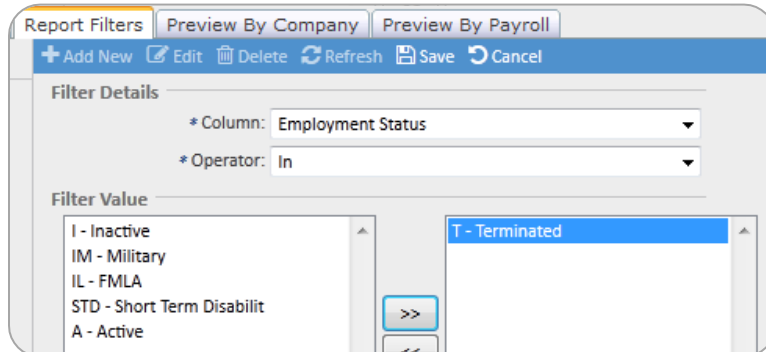 Report Filters Preview By Company Preview By Payroll
Add New Edit Delete Refresh Save Cancel
Filter Details
* Column: Employment Status
* Operator: In
Filter Value
I - Inactive
IM - Military
IL - FMLA
STD - Short Term Disabilit
A - Active
T - Terminated
>>
<<